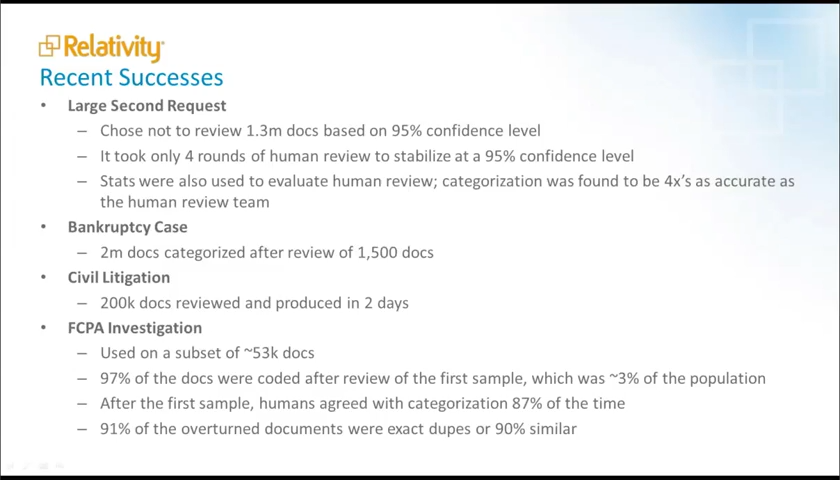 Relativity
Recent Successes
• Large Second Request
– Chose not to review 1.3m docs based on 95% confidence level
– It took only 4 rounds of human review to stabilize at a 95% confidence level
– Stats were also used to evaluate human review; categorization was found to be 4x's as accurate as
the human review team
• Bankruptcy Case
– 2m docs categorized after review of 1,500 docs
• Civil Litigation
– 200k docs reviewed and produced in 2 days
• FCPA Investigation
– Used on a subset of ~53k docs
– 97% of the docs were coded after review of the first sample, which was ~3% of the population
– After the first sample, humans agreed with categorization 87% of the time
– 91% of the overturned documents were exact dupes or 90% similar